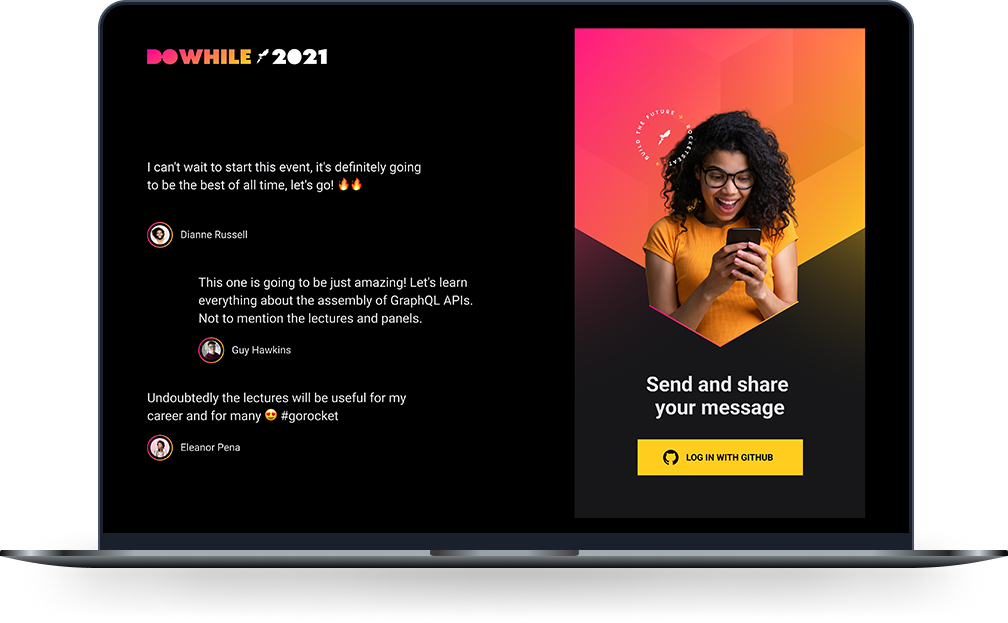 DOWHILE 2021
I can't wait to start this event, it's definitely going
to be the best of all time, let's go! 🔥🔥
Dianne Russell
This one is going to be just amazing! Let's learn
everything about the assembly of GraphQL APIs.
Not to mention the lectures and panels.
Guy Hawkins
Undoubtedly the lectures will be useful for my
career and for many 😍 #gorocket
Eleanor Pena
BUILD THE FUTURE
ROCKETSEAT
Send and share
your message
LOG IN WITH GITHUB